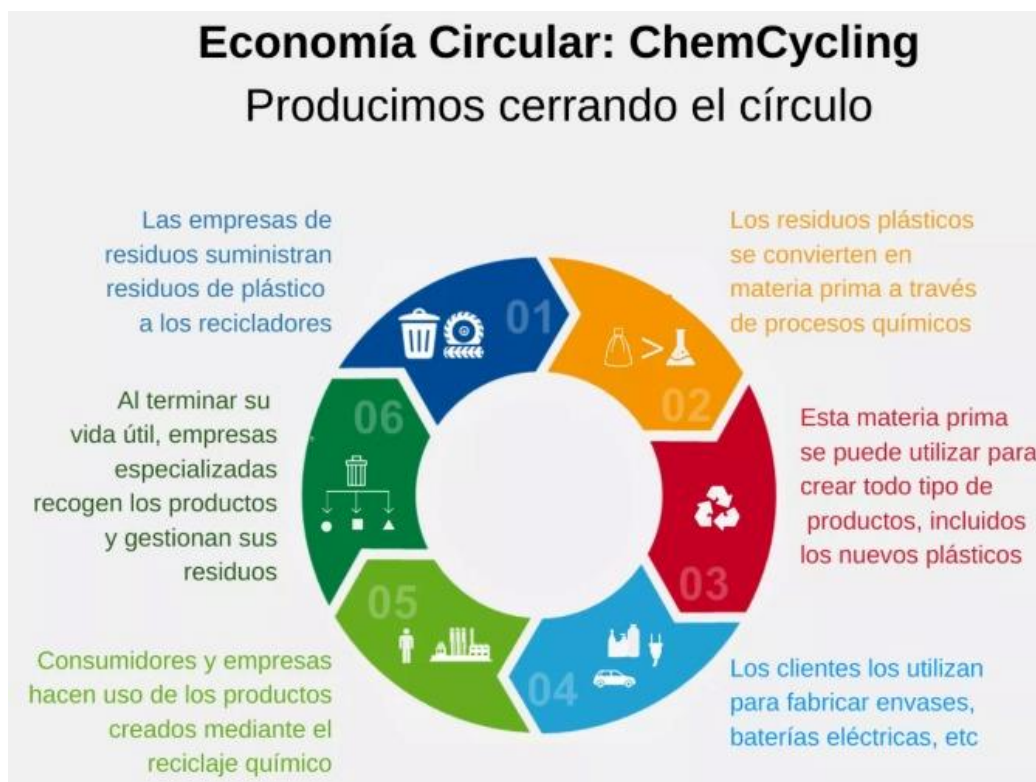 Economía Circular: ChemCycling
Producimos cerrando el círculo
Las empresas de
residuos suministran
residuos de plástico
a los recicladores
01
Los residuos plásticos
se convierten en
materia prima a través
de procesos químicos
>
02
Esta materia prima
se puede utilizar para
crear todo tipo de
productos, incluidos
los nuevos plásticos
03
Los clientes los utilizan
para fabricar envases,
baterías eléctricas, etc
04
Consumidores y empresas
hacen uso de los productos
creados mediante el
reciclaje químico
05
Al terminar su
vida útil, empresas
especializadas
recogen los productos
y gestionan sus
residuos
06